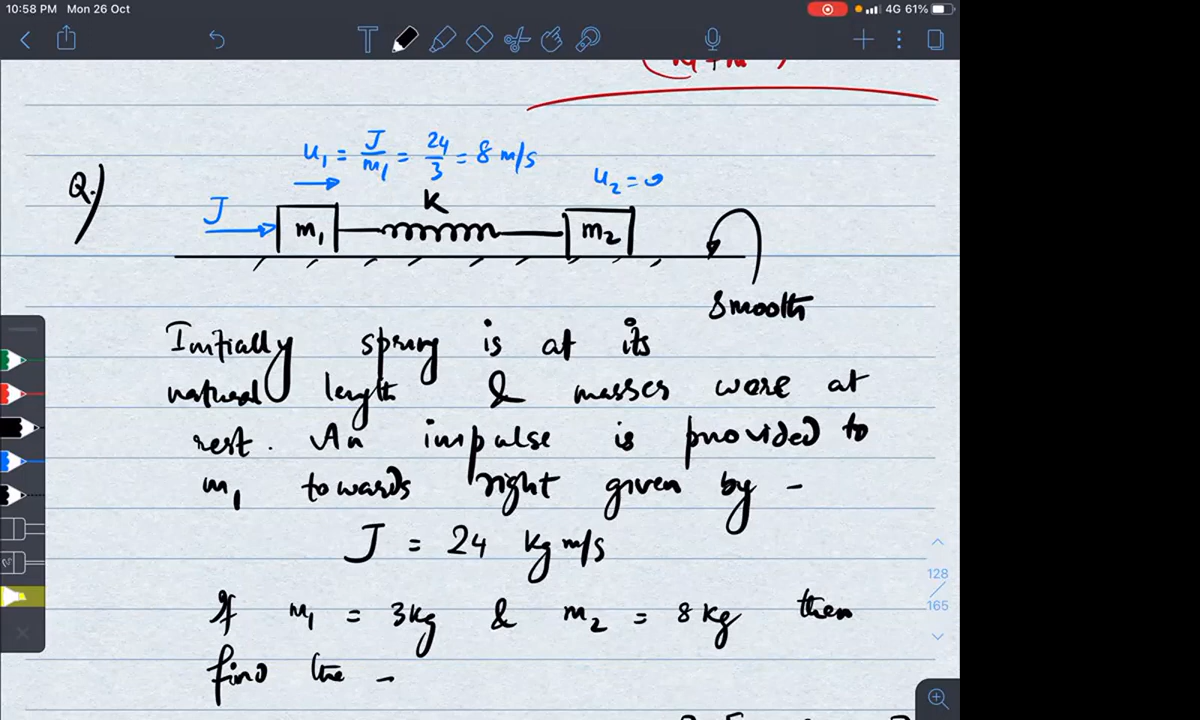 10:58 PM Mon 26 Oct
4G 61%
u₁ = J/m₁ = 24/3 = 8 m/s
u₂ = 0
Q.)
J
m₁
K
m₂
Smooth
Initially spring is at its
natural length & masses were at
rest. An impulse is provided to
m₁ towards right given by -
J = 24 kg m/s
If m₁ = 3kg & m₂ = 8 kg then
find the -
128
/
165